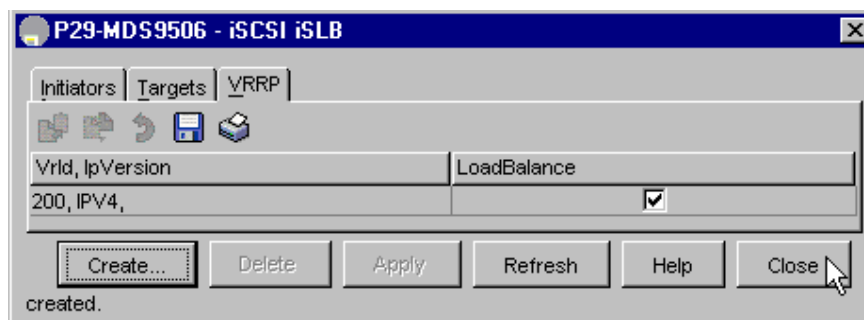 P29-MDS9506 - iSCSI iSLB
Initiators Targets VRRP
VrId, IpVersion LoadBalance
200, IPV4,
Create... Delete Apply Refresh Help Close
created.